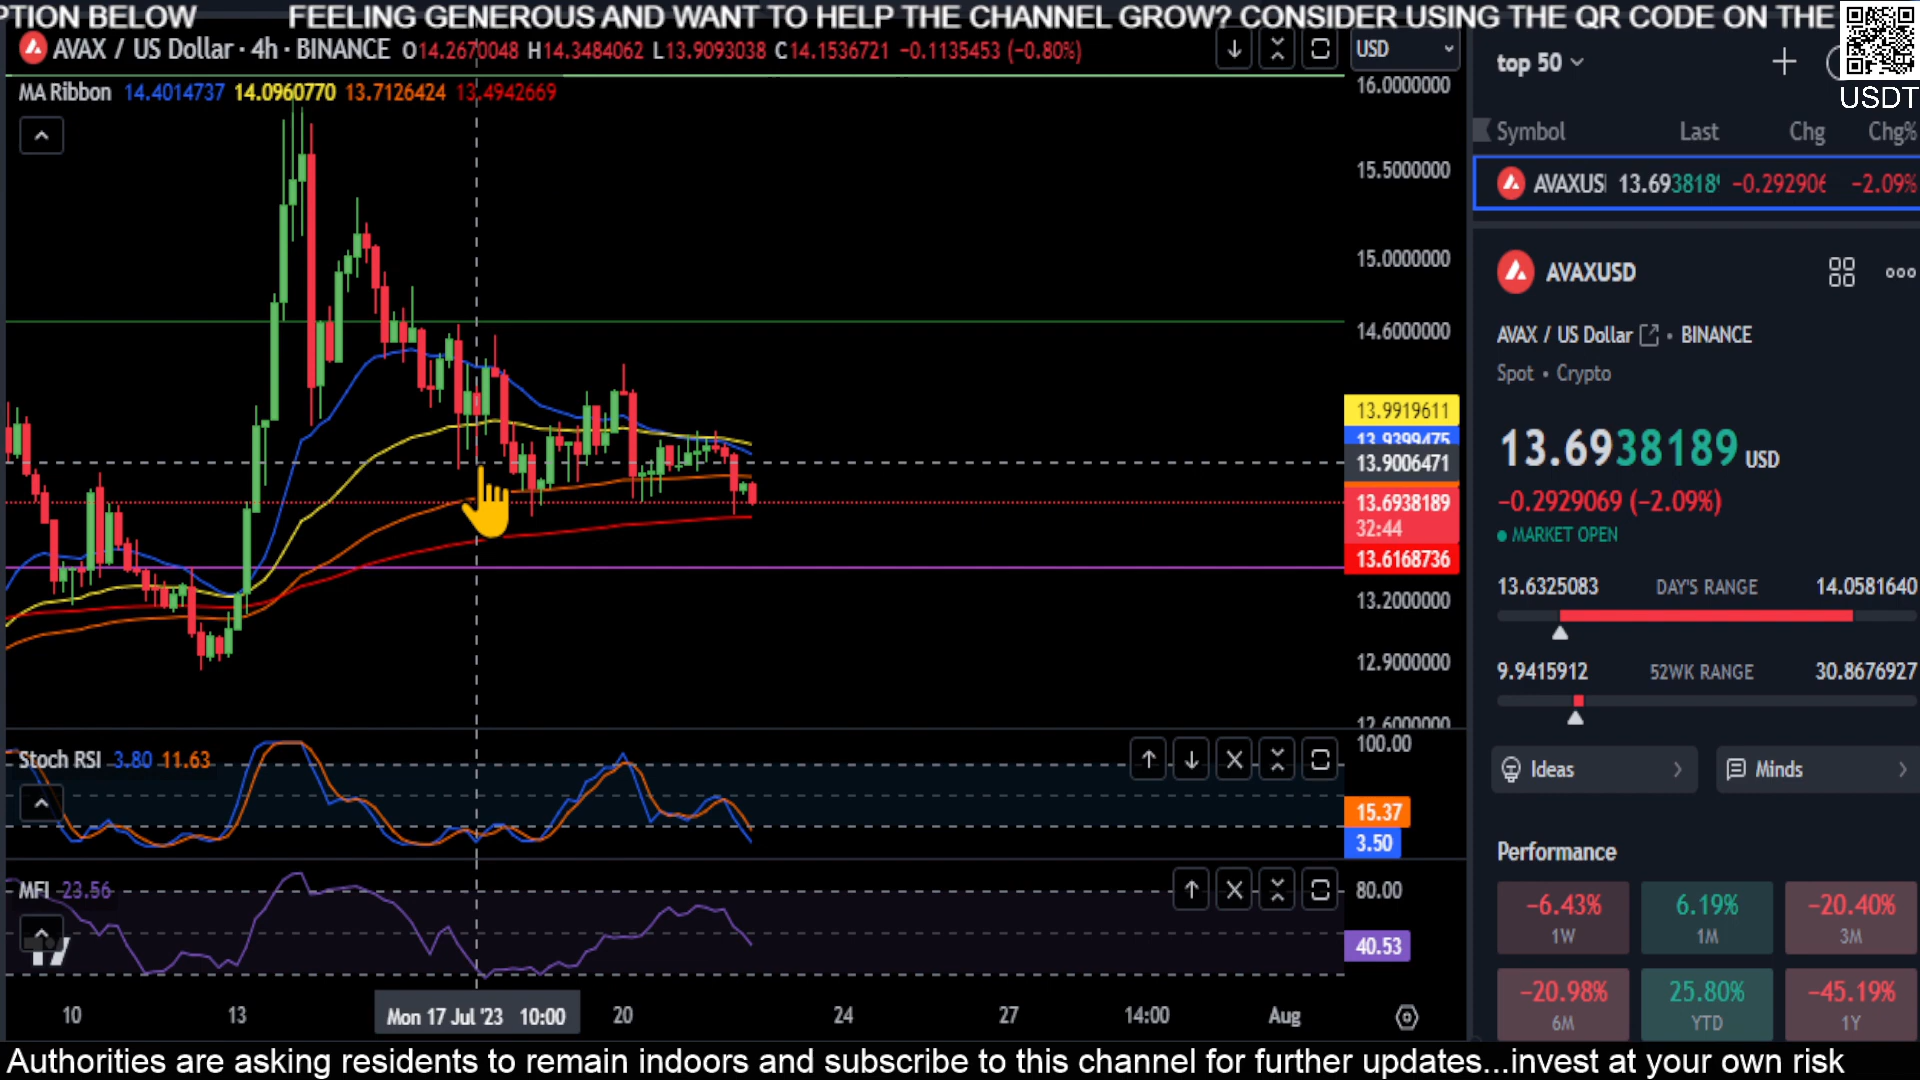 PTION BELOW FEELING GENEROUS AND WANT TO HELP THE CHANNEL GROW? CONSIDER USING THE QR CODE ON THE
AVAX / US Dollar · 4h · BINANCE O14.2670048 H14.3484062 L13.9093038 C14.1536721 −0.1135453 (−0.80%)
USD
MA Ribbon 14.4014737 14.0960770 13.7126424 13.4942669
16.0000000
15.5000000
15.0000000
14.6000000
13.9919611
13.9399475
13.9006471
13.6938189
32:44
13.6168736
13.2000000
12.9000000
12.6000000
Stoch RSI 3.80 11.63
100.00
15.37
3.50
MFI 23.56
80.00
40.53
10 13 Mon 17 Jul '23 10:00 20 24 27 14:00 Aug
top 50
USDT
Symbol Last Chg Chg%
AVAXUS 13.693818 −0.292906 −2.09%
AVAXUSD
AVAX / US Dollar • BINANCE
Spot • Crypto
13.6938189 USD
−0.2929069 (−2.09%)
MARKET OPEN
13.6325083 DAY'S RANGE 14.0581640
9.9415912 52WK RANGE 30.8676927
Ideas Minds
Performance
−6.43% 6.19% −20.40%
1W 1M 3M
−20.98% 25.80% −45.19%
6M YTD 1Y
Authorities are asking residents to remain indoors and subscribe to this channel for further updates...invest at your own risk